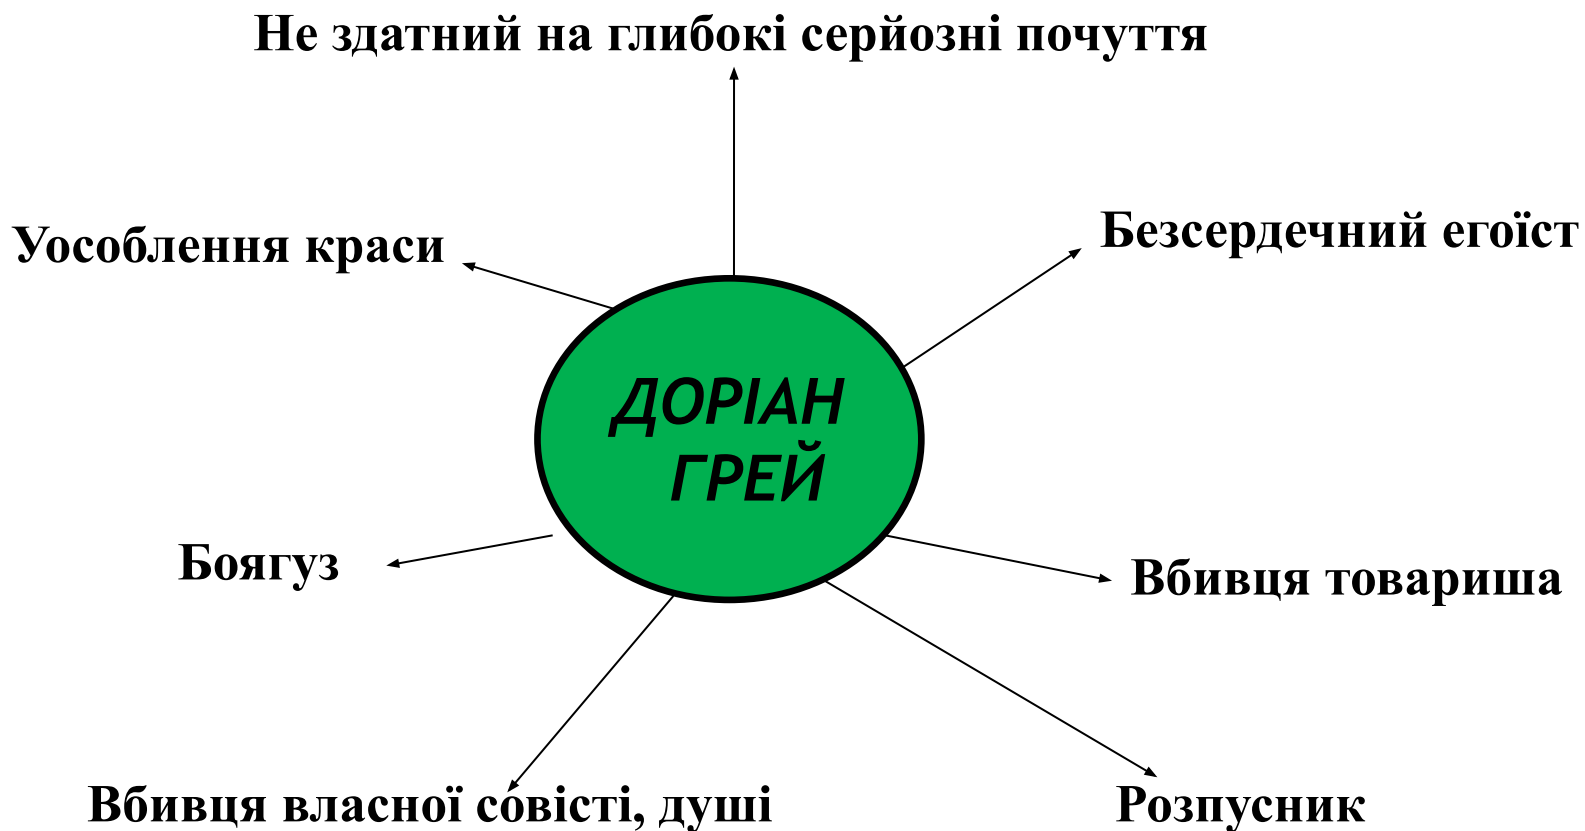 Не здатний на глибокі серйозні почуття
Уособлення краси
Безсердечний егоїст
ДОРІАН
ГРЕЙ
Боягуз
Вбивця товариша
Вбивця власної совісті, душі
Розпусник